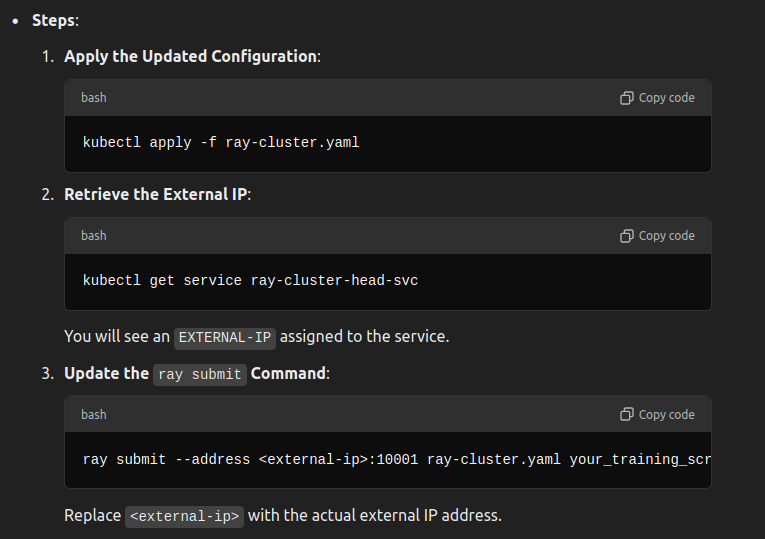 • Steps:
1. Apply the Updated Configuration:
bash Copy code
kubectl apply -f ray-cluster.yaml
2. Retrieve the External IP:
bash Copy code
kubectl get service ray-cluster-head-svc
You will see an EXTERNAL-IP assigned to the service.
3. Update the ray submit Command:
bash Copy code
ray submit --address <external-ip>:10001 ray-cluster.yaml your_training_scr
Replace <external-ip> with the actual external IP address.